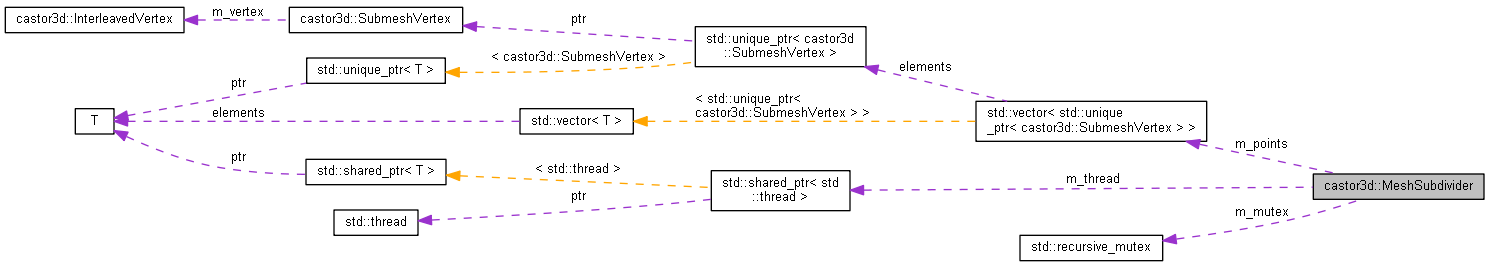 castor3d::InterleavedVertex
m_vertex
castor3d::SubmeshVertex
ptr
std::unique_ptr< castor3d
::SubmeshVertex >
< castor3d::SubmeshVertex >
std::unique_ptr< T >
elements
ptr
< std::unique_ptr<
castor3d::SubmeshVertex > >
std::vector< std::unique
_ptr< castor3d::SubmeshVertex > >
elements
T
std::vector< T >
m_points
ptr
std::shared_ptr< T >
< std::thread >
std::shared_ptr< std
::thread >
m_thread
castor3d::MeshSubdivider
ptr
std::thread
m_mutex
std::recursive_mutex